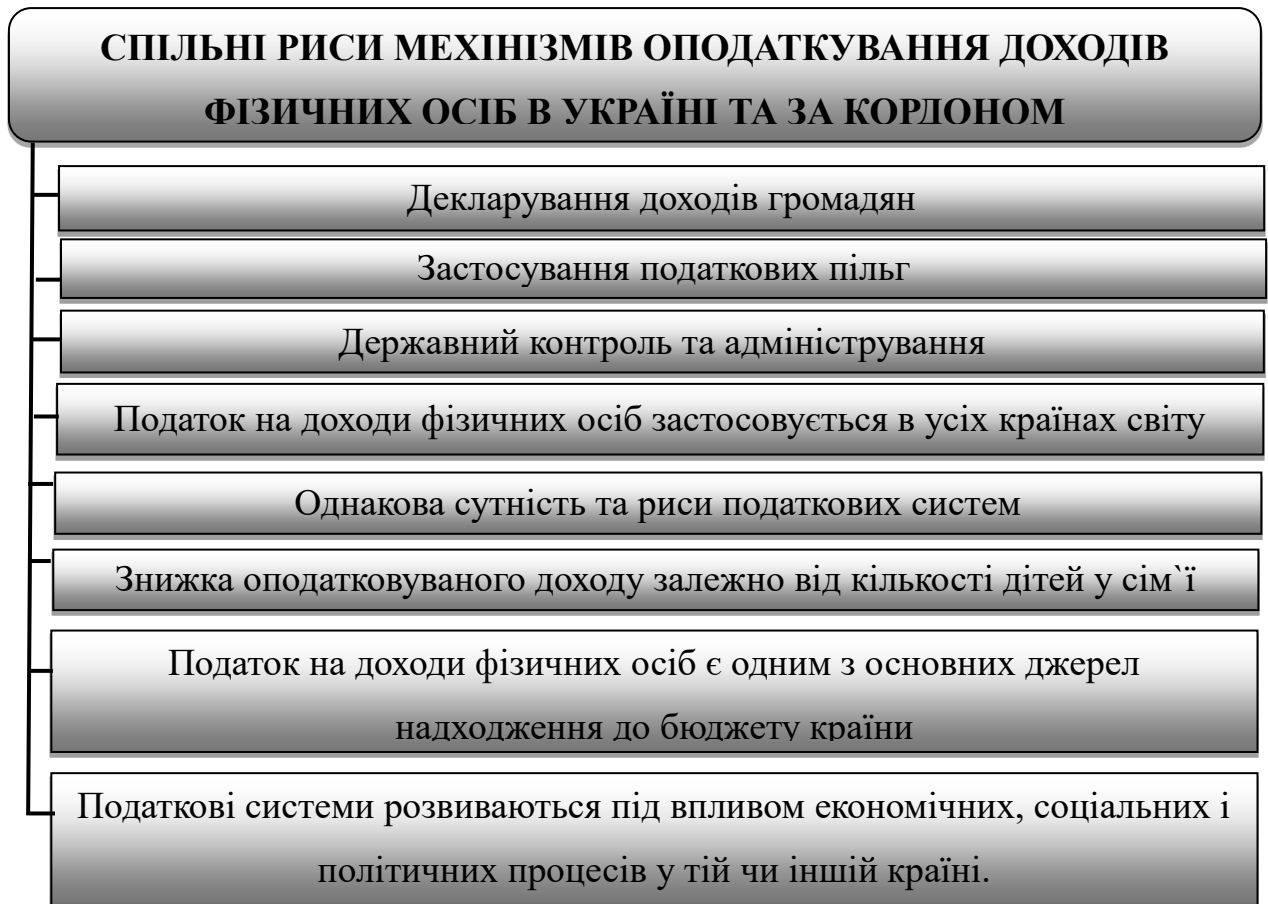 СПІЛЬНІ РИСИ МЕХІНІЗМІВ ОПОДАТКУВАННЯ ДОХОДІВ
ФІЗИЧНИХ ОСІБ В УКРАЇНІ ТА ЗА КОРДОНОМ
Декларування доходів громадян
Застосування податкових пільг
Державний контроль та адміністрування
Податок на доходи фізичних осіб застосовується в усіх країнах світу
Однакова сутність та риси податкових систем
Знижка оподатковуваного доходу залежно від кількості дітей у сім`ї
Податок на доходи фізичних осіб є одним з основних джерел
надходження до бюджету країни
Податкові системи розвиваються під впливом економічних, соціальних і
політичних процесів у тій чи іншій країні.